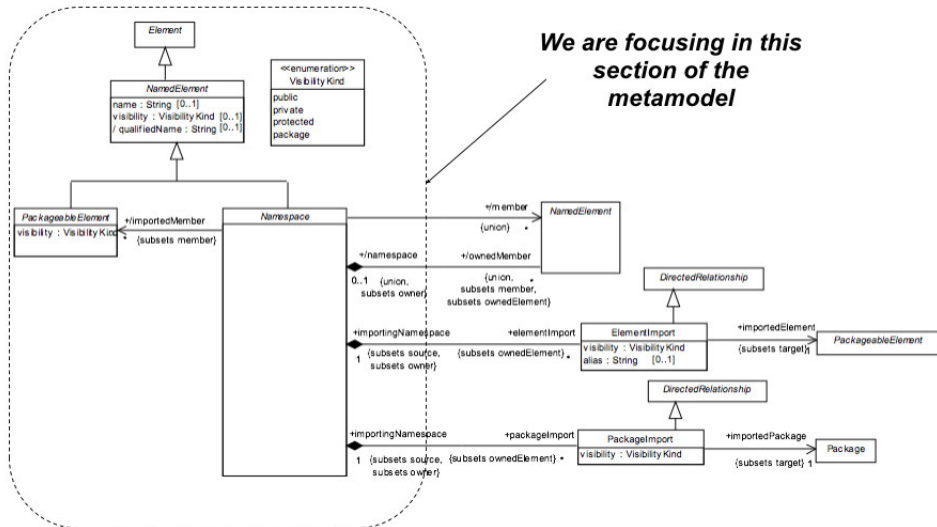 Element
We are focusing in this
section of the
metamodel
NamedElement
name : String [0..1]
visibility : VisibilityKind [0..1]
/ qualifiedName : String [0..1]
<<enumeration>>
VisibilityKind
public
private
protected
package
PackageableElement
visibility : VisibilityKind
+/importedMember
*
{subsets member}
Namespace
+/member
{union}
*
NamedElement
+/namespace
0..1
{union,
subsets owner}
+/ownedMember
{union,
*
subsets member,
subsets ownedElement}
DirectedRelationship
+importingNamespace
1
{subsets source,
subsets owner}
+elementImport
{subsets ownedElement}
*
ElementImport
visibility : VisibilityKind
alias : String [0..1]
+importedElement
{subsets target}
1
PackageableElement
DirectedRelationship
+importingNamespace
1
{subsets source,
subsets owner}
+packageImport
{subsets ownedElement}
*
PackageImport
visibility : VisibilityKind
+importedPackage
{subsets target}
1
Package